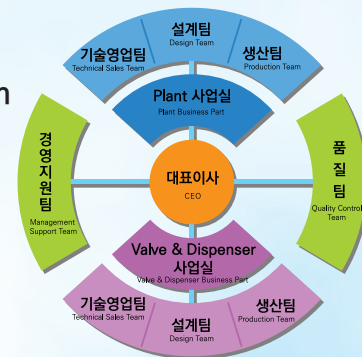 설계팀
Design Team
기술영업팀
Technical Sales Team
생산팀
Production Team
Plant 사업실
Plant Business Part
경영지원팀
Management
Support Team
대표이사
CEO
품질팀
Quality Control
Team
Valve & Dispenser
사업실
Valve & Dispenser Business Part
기술영업팀
Technical Sales Team
생산팀
Production Team
설계팀
Design Team